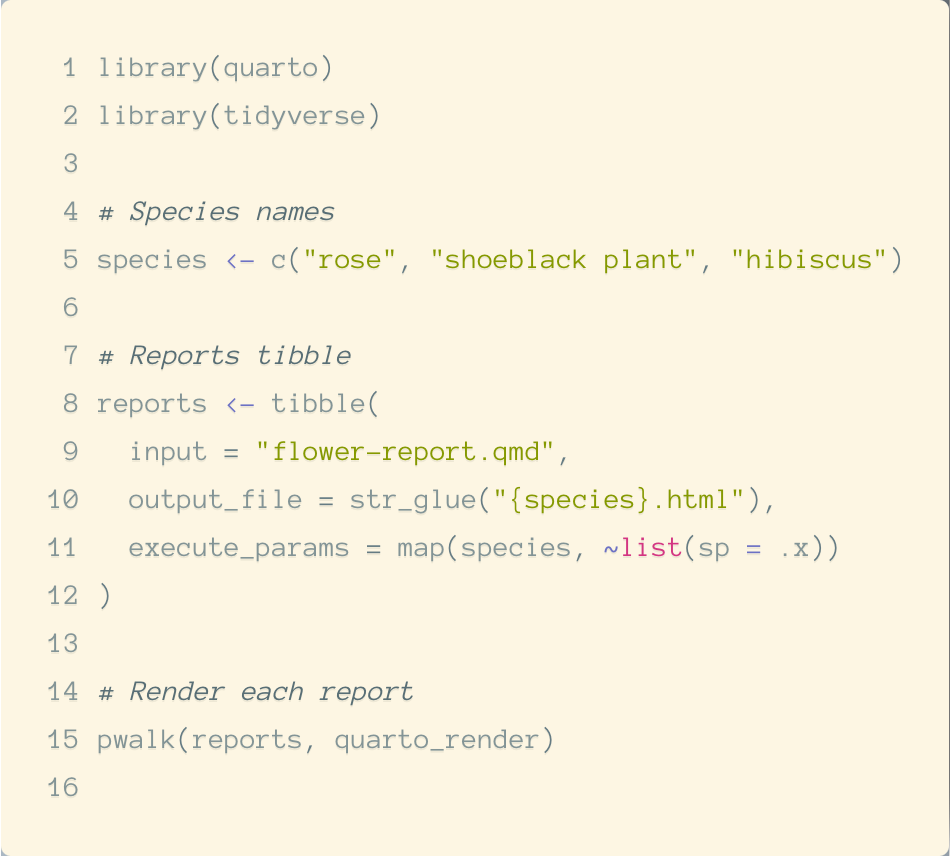 1 library(quarto)
2 library(tidyverse)
3
4 # Species names
5 species <- c("rose", "shoeblack plant", "hibiscus")
6
7 # Reports tibble
8 reports <- tibble(
9   input = "flower-report.qmd",
10   output_file = str_glue("{species}.html"),
11   execute_params = map(species, ~list(sp = .x))
12 )
13
14 # Render each report
15 pwalk(reports, quarto_render)
16